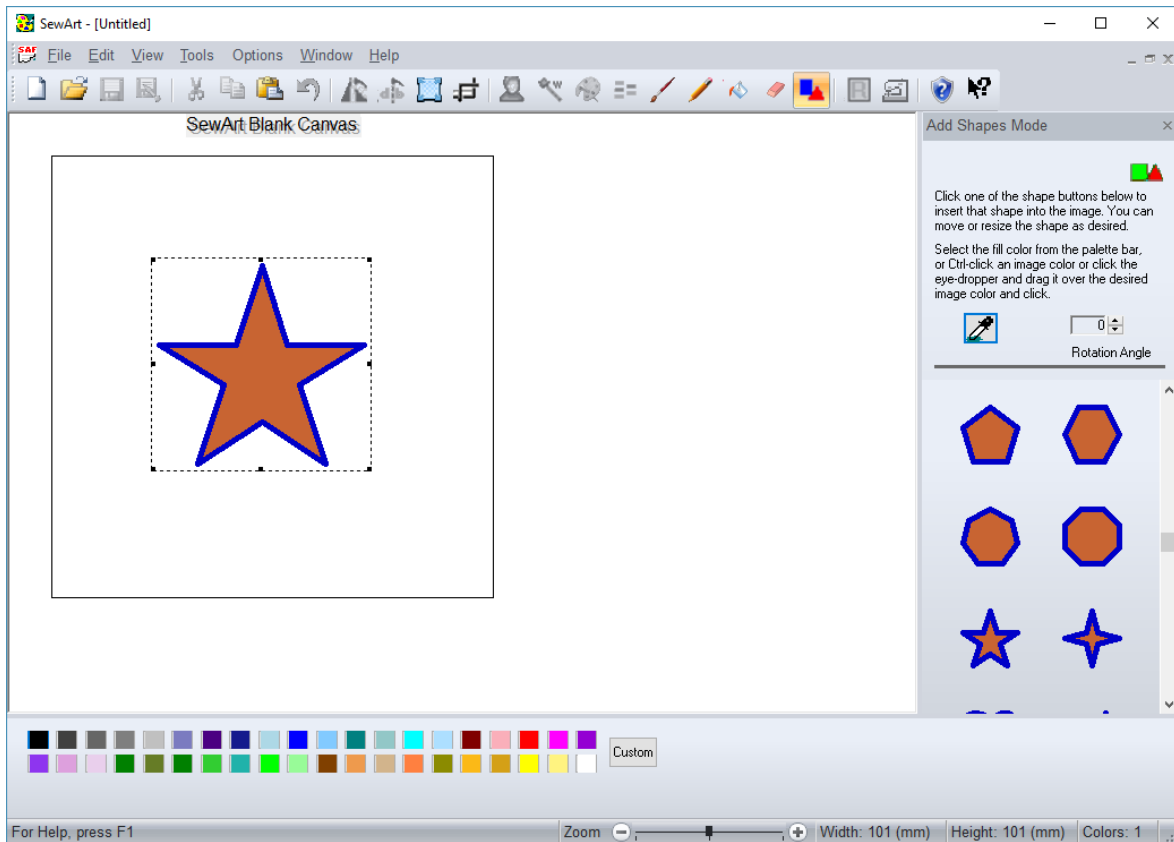 SewArt - [Untitled]
SAF File Edit View Tools Options Window Help
R
SewArt Blank Canvas
Add Shapes Mode
Click one of the shape buttons below to
insert that shape into the image. You can
move or resize the shape as desired.
Select the fill color from the palette bar,
or Ctrl-click an image color or click the
eye-dropper and drag it over the desired
image color and click.
0
Rotation Angle
Custom
For Help, press F1
Zoom
Width: 101 (mm)
Height: 101 (mm)
Colors: 1